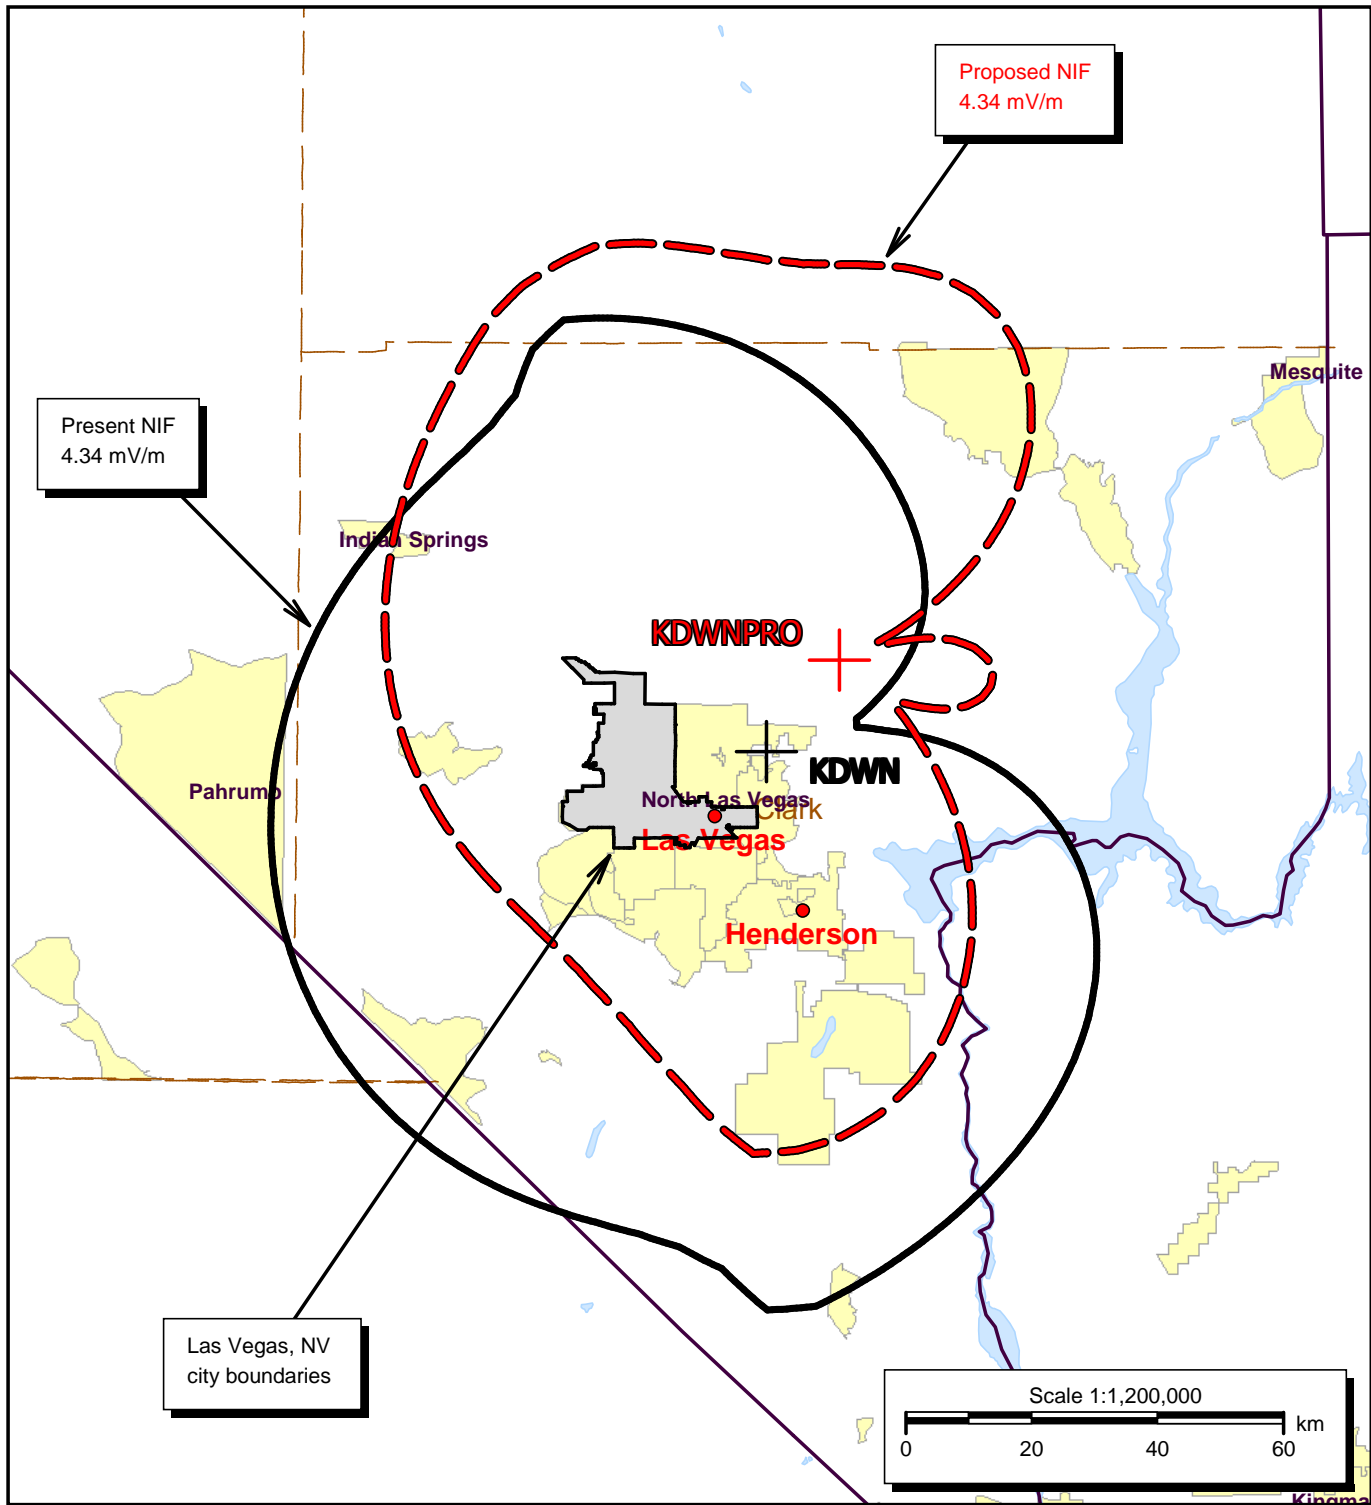 Proposed NIF
4.34 mV/m
Mesquite
Present NIF
4.34 mV/m
Indian Springs
KDWNPRO
KDWN
Pahrump
North Las Vegas
Clark
Las Vegas
Henderson
Las Vegas, NV
city boundaries
Scale 1:1,200,000
km
0 20 40 60
Kingma